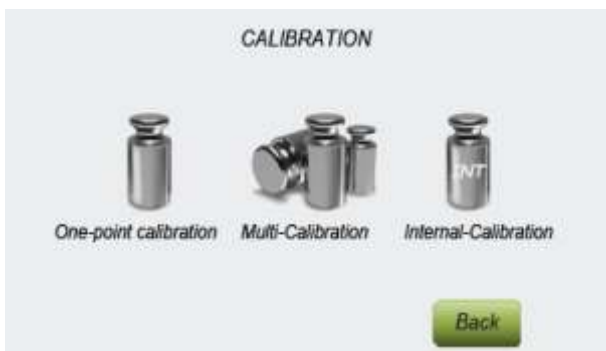 CALIBRATION
INT
One-point calibration Multi-Calibration Internal-Calibration
Back